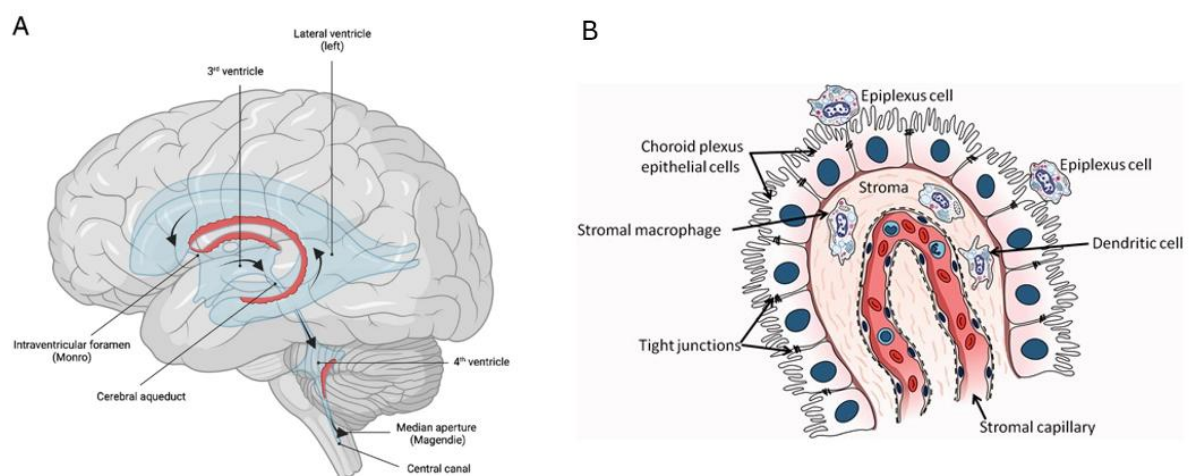 A
Lateral ventricle
(left)
3rd ventricle
Intraventricular foramen
(Monro)
Cerebral aqueduct
4th ventricle
Median aperture
(Magendie)
Central canal
B
Epiplexus cell
Choroid plexus
epithelial cells
Epiplexus cell
Stroma
Stromal macrophage
Dendritic cell
Tight junctions
Stromal capillary